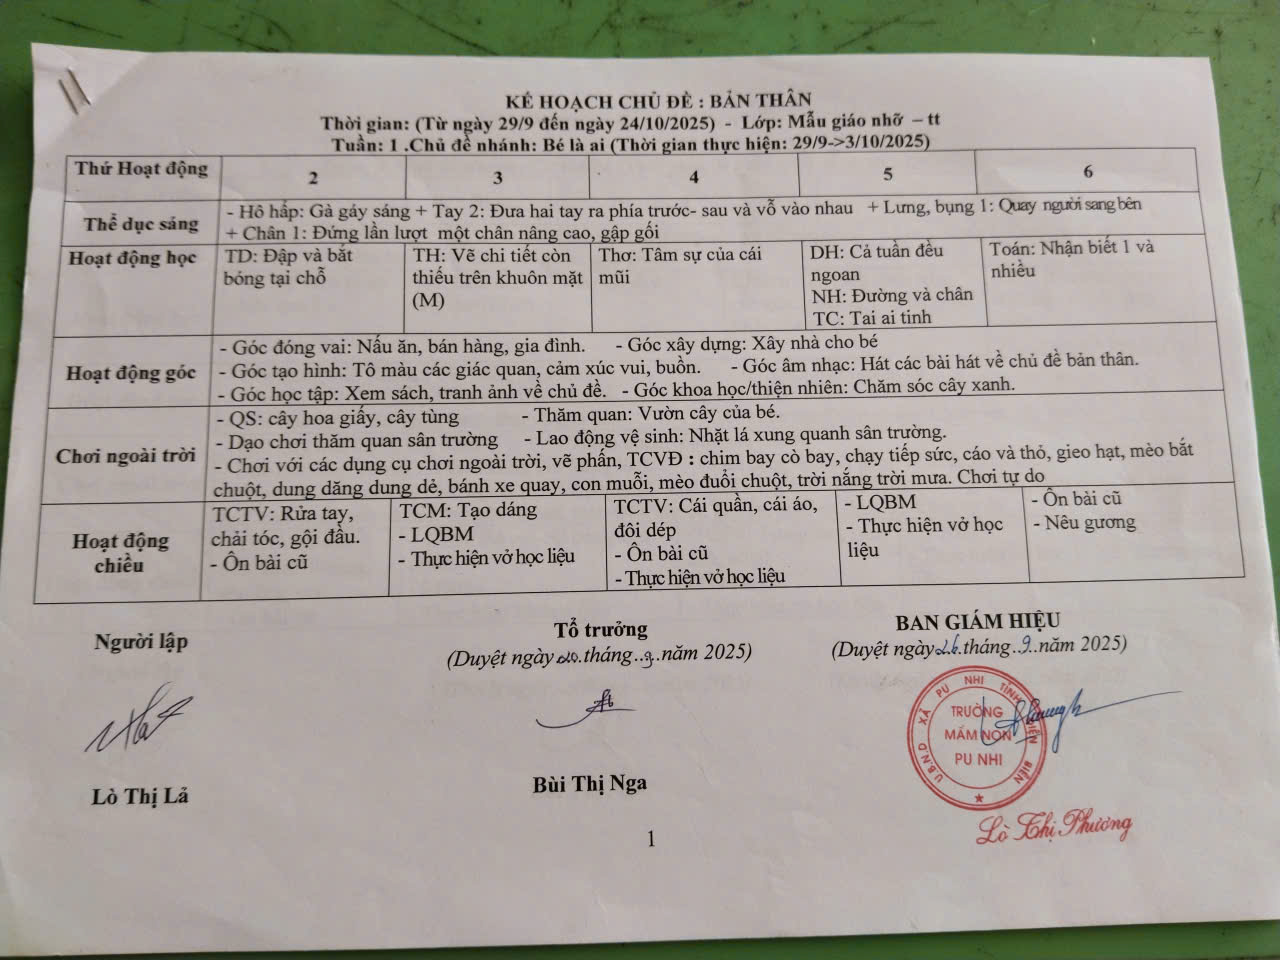 KẾ HOẠCH CHỦ ĐỀ : BẢN THÂN
Thời gian: (Từ ngày 29/9 đến ngày 24/10/2025) - Lớp: Mẫu giáo nhỡ – tt
Tuần: 1 .Chủ đề nhánh: Bé là ai (Thời gian thực hiện: 29/9->3/10/2025)
Thứ Hoạt động
2
3
4
5
6
Thể dục sáng
- Hô hấp: Gà gáy sáng + Tay 2: Đưa hai tay ra phía trước- sau và vỗ vào nhau + Lưng, bụng 1: Quay người sang bên
+ Chân 1: Đứng lần lượt một chân nâng cao, gập gối
Hoạt động học
TD: Đập và bắt
bóng tại chỗ
TH: Vẽ chi tiết còn
thiếu trên khuôn mặt
(M)
Thơ: Tâm sự của cái
mũi
DH: Cả tuần đều
ngoan
NH: Đường và chân
TC: Tai ai tinh
Toán: Nhận biết 1 và
nhiều
Hoạt động góc
- Góc đóng vai: Nấu ăn, bán hàng, gia đình. - Góc xây dựng: Xây nhà cho bé
- Góc tạo hình: Tô màu các giác quan, cảm xúc vui, buồn. - Góc âm nhạc: Hát các bài hát về chủ đề bản thân.
- Góc học tập: Xem sách, tranh ảnh về chủ đề. - Góc khoa học/thiện nhiên: Chăm sóc cây xanh.
Chơi ngoài trời
- QS: cây hoa giấy, cây tùng - Thăm quan: Vườn cây của bé.
- Dạo chơi thăm quan sân trường - Lao động vệ sinh: Nhặt lá xung quanh sân trường.
- Chơi với các dụng cụ chơi ngoài trời, vẽ phấn, TCVĐ : chim bay cò bay, chạy tiếp sức, cáo và thỏ, gieo hạt, mèo bắt
chuột, dung dăng dung dẻ, bánh xe quay, con muỗi, mèo đuổi chuột, trời nắng trời mưa. Chơi tự do
Hoạt động
chiều
TCTV: Rửa tay,
chải tóc, gội đầu.
- Ôn bài cũ
TCM: Tạo dáng
- LQBM
- Thực hiện vở học liệu
TCTV: Cái quần, cái áo,
đôi dép
- Ôn bài cũ
- Thực hiện vở học liệu
- LQBM
- Thực hiện vở học
liệu
- Ôn bài cũ
- Nêu gương
Người lập
Tổ trưởng
(Duyệt ngày 20.tháng..9.năm 2025)
BAN GIÁM HIỆU
(Duyệt ngày 26.tháng..9..năm 2025)
U.B.N.D XÃ PU NHI TỈNH ĐIỆN BIÊN
TRƯỜNG
MẦM NON
PU NHI
Lò Thị Lả
Bùi Thị Nga
Lò Thị Phương
1